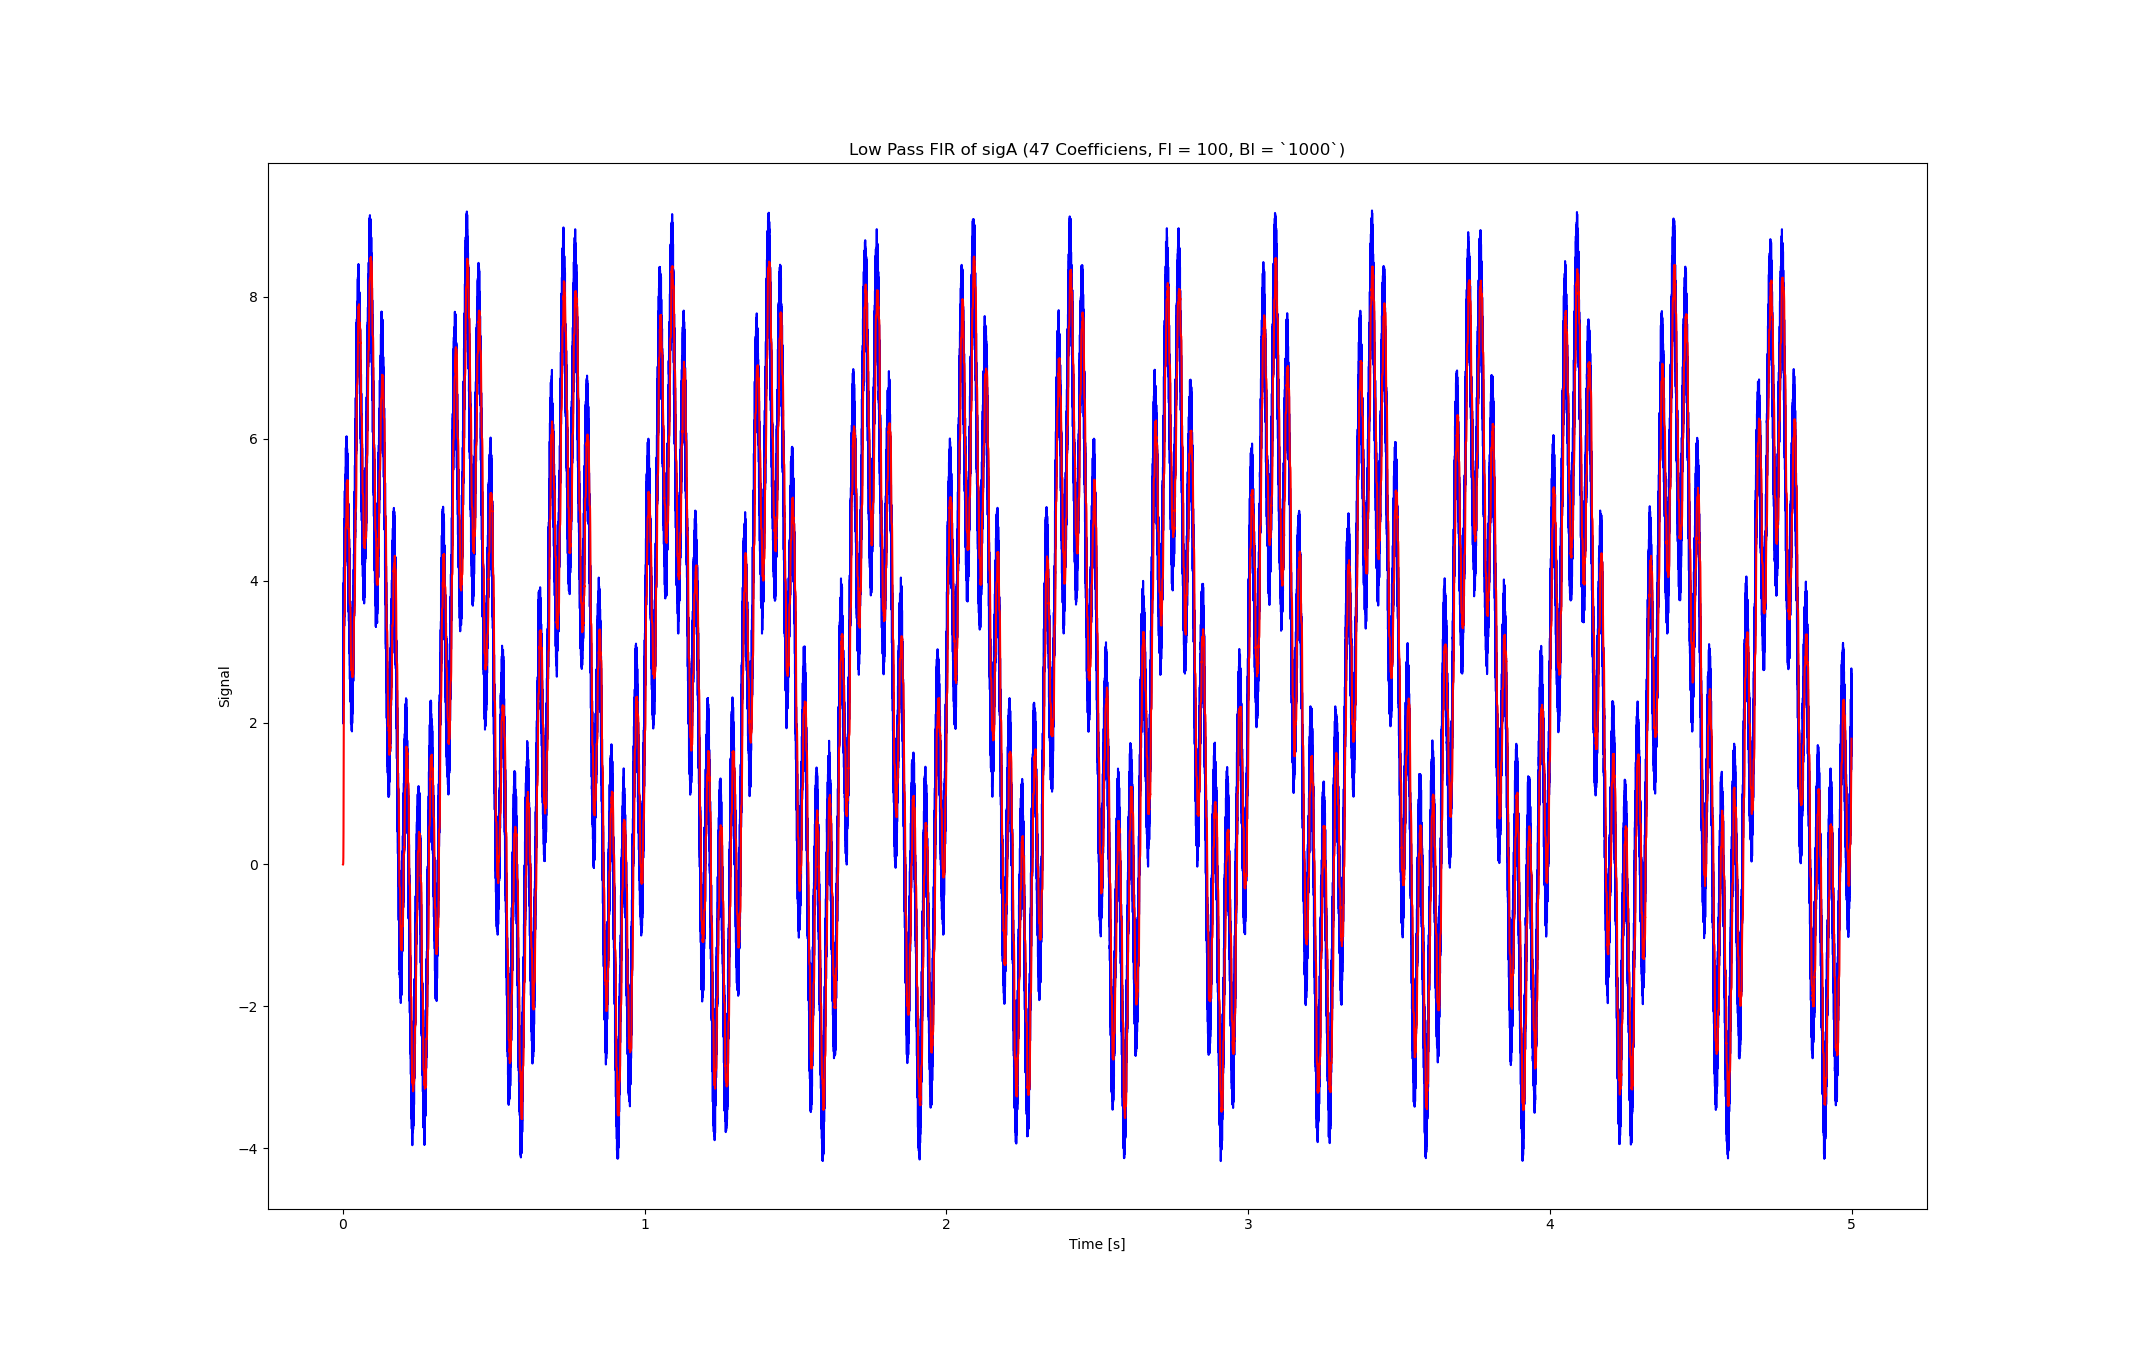 Low Pass FIR of sigA (47 Coefficiens, Fl = 100, Bl = `1000`)
8
6
4
2
0
−2
−4
Signal
0 1 2 3 4 5
Time [s]